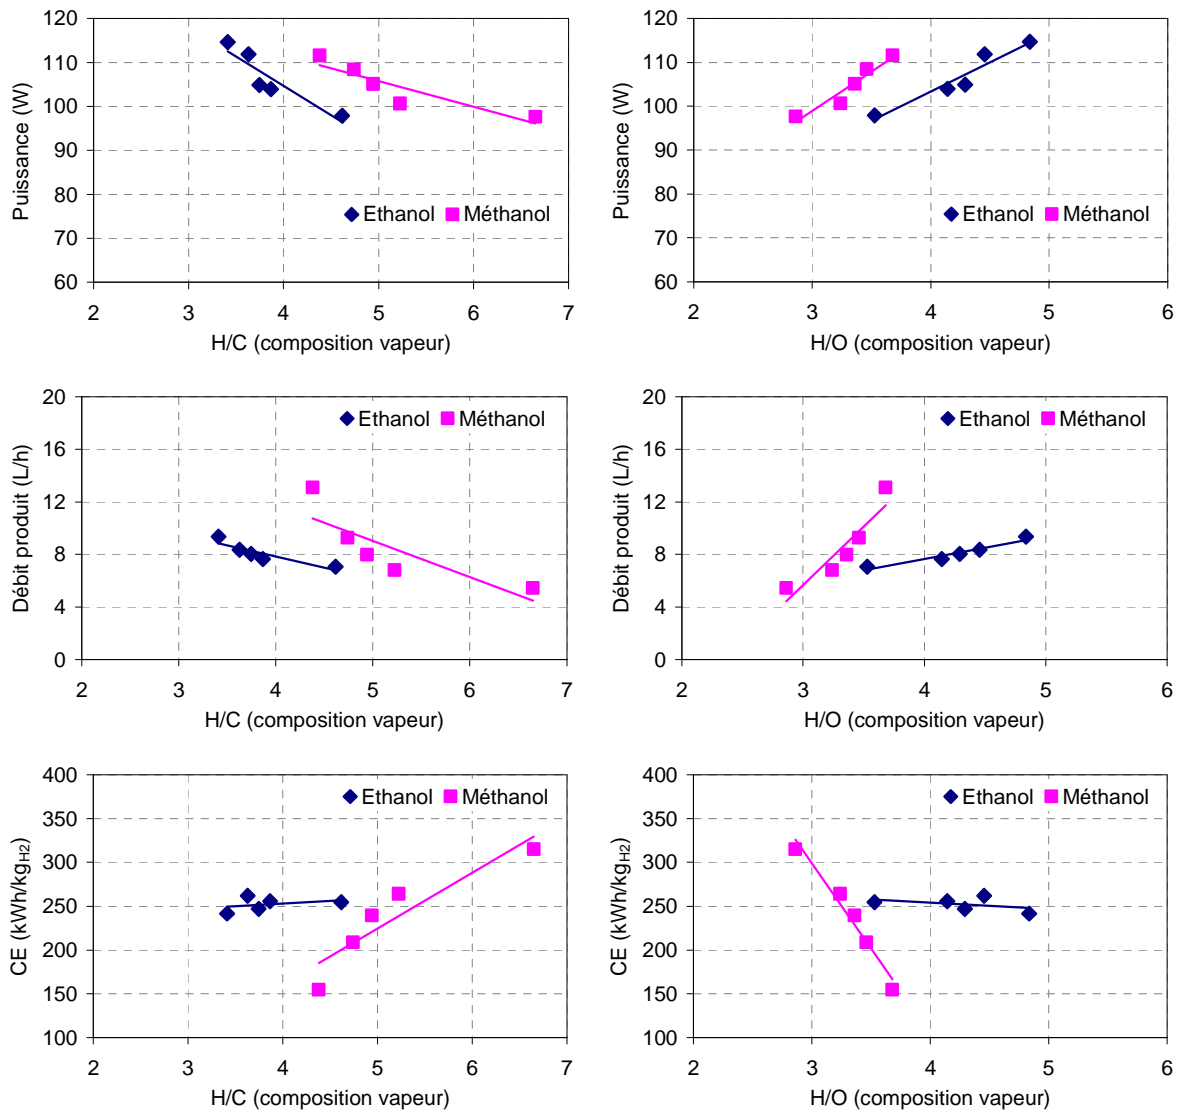 120
110
100
90
80
70
60
Puissance (W)
Ethanol Méthanol
2 3 4 5 6 7
H/C (composition vapeur)
120
110
100
90
80
70
60
Puissance (W)
Ethanol Méthanol
2 3 4 5 6
H/O (composition vapeur)
20
16
12
8
4
0
Débit produit (L/h)
Ethanol Méthanol
2 3 4 5 6 7
H/C (composition vapeur)
20
16
12
8
4
0
Débit produit (L/h)
Ethanol Méthanol
2 3 4 5 6
H/O (composition vapeur)
400
350
300
250
200
150
100
CE (kWh/kgH2)
Ethanol Méthanol
2 3 4 5 6 7
H/C (composition vapeur)
400
350
300
250
200
150
100
CE (kWh/kgH2)
Ethanol Méthanol
2 3 4 5 6
H/O (composition vapeur)